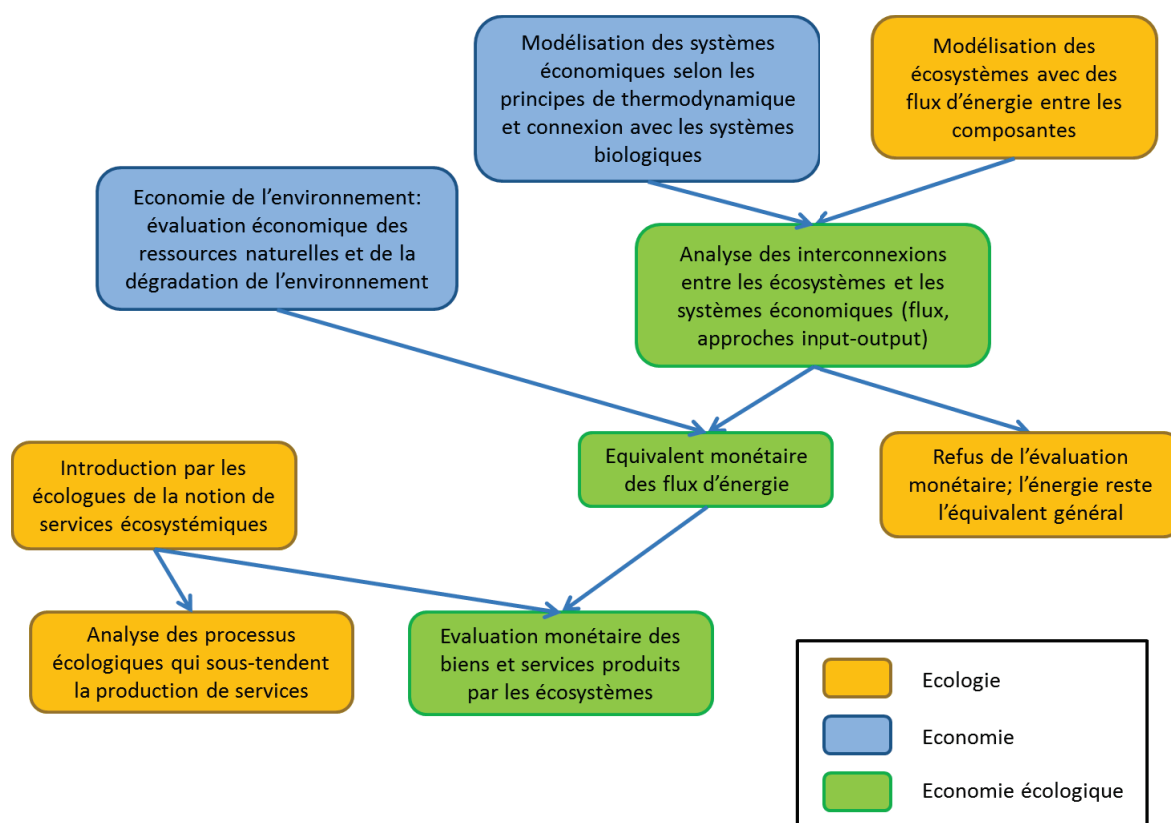 Modélisation des systèmes
économiques selon les
principes de thermodynamique
et connexion avec les systèmes
biologiques
Modélisation des
écosystèmes avec des
flux d’énergie entre les
composantes
Economie de l’environnement:
évaluation économique des
ressources naturelles et de la
dégradation de l’environnement
Analyse des interconnexions
entre les écosystèmes et les
systèmes économiques (flux,
approches input-output)
Introduction par les
écologues de la notion de
services écosystémiques
Equivalent monétaire
des flux d’énergie
Refus de l’évaluation
monétaire; l’énergie reste
l’équivalent général
Analyse des processus
écologiques qui sous-tendent
la production de services
Evaluation monétaire des
biens et services produits
par les écosystèmes
Ecologie
Economie
Economie écologique